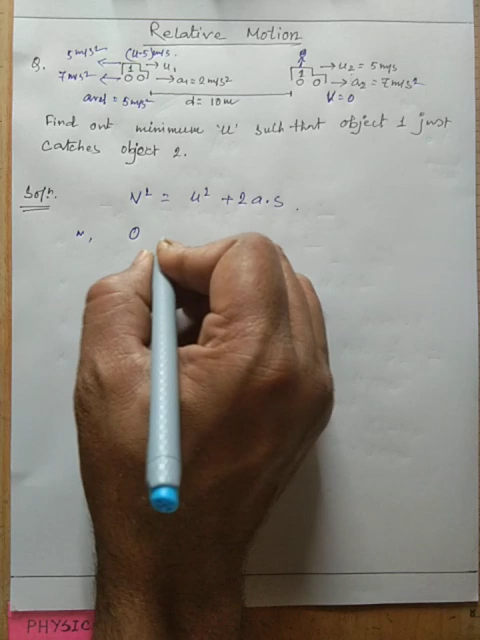 Relative Motion
5m/s² (u-5)m/s.
Q. → u₁ → u₂ = 5m/s
7m/s² → a₁ = 2m/s² → a₂ = 7m/s²
arel = 5m/s² d = 10m V = 0
Find out minimum 'u' such that object 1 just
catches object 2.
Soln. V² = u² + 2a.s
0
PHYSIC